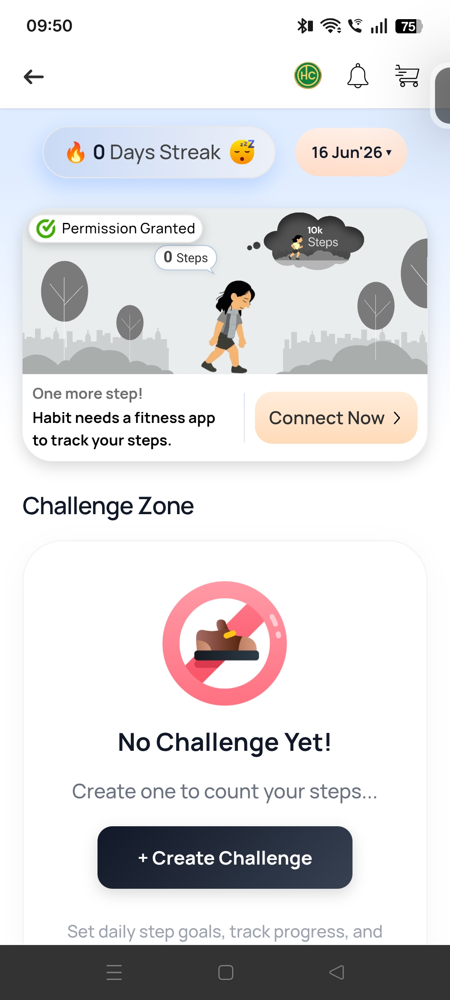 09:50
75
HC
🔥 0 Days Streak 😴
16 Jun'26 ▾
Permission Granted
10k
Steps
0 Steps
One more step!
Habit needs a fitness app
to track your steps.
Connect Now >
Challenge Zone
No Challenge Yet!
Create one to count your steps...
+ Create Challenge
Set daily step goals, track progress, and